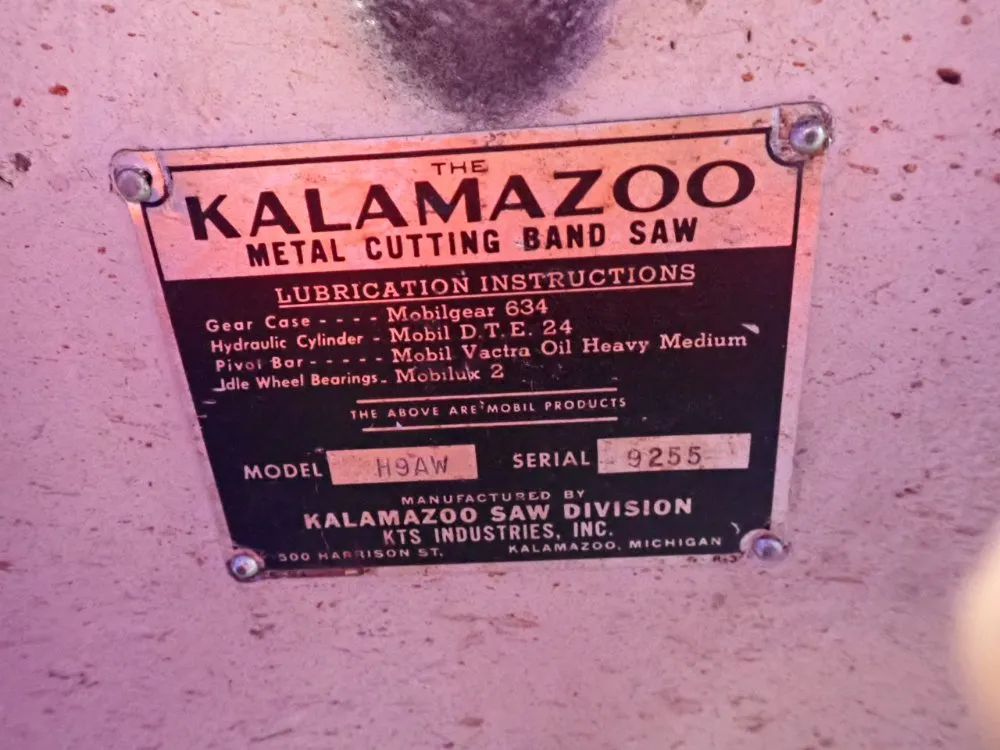 THE
KALAMAZOO
METAL CUTTING BAND SAW
LUBRICATION INSTRUCTIONS
Gear Case ---- Mobilgear 634
Hydraulic Cylinder - Mobil D.T.E. 24
Pivot Bar ----- Mobil Vactra Oil Heavy Medium
Idle Wheel Bearings- Mobilux 2
THE ABOVE ARE MOBIL PRODUCTS
MODEL H9AW SERIAL 9255
MANUFACTURED BY
KALAMAZOO SAW DIVISION
KTS INDUSTRIES, INC.
300 HARRISON ST. KALAMAZOO, MICHIGAN